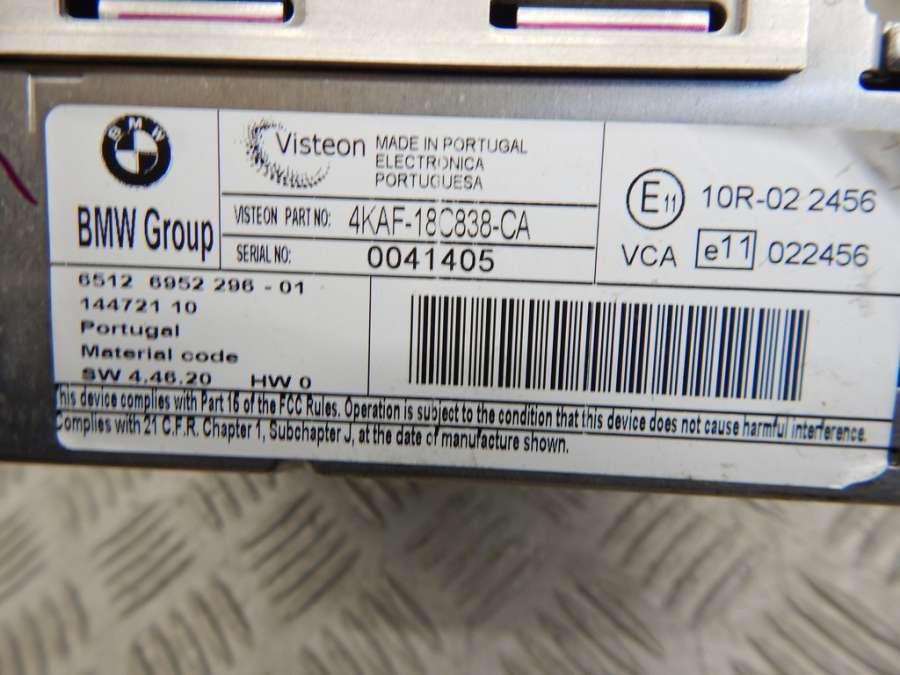 BMW
BMW Group
Visteon
MADE IN PORTUGAL
ELECTRONICA
PORTUGUESA
VISTEON PART NO: 4KAF-18C838-CA
SERIAL NO: 0041405
E11 10R-02 2456
VCA e11 022456
6512 6952 296 - 01
144721 10
Portugal
Material code
SW 4.46.20 HW 0
This device complies with Part 15 of the FCC Rules. Operation is subject to the condition that this device does not cause harmful interference.
Complies with 21 C.F.R. Chapter 1, Subchapter J, at the date of manufacture shown.